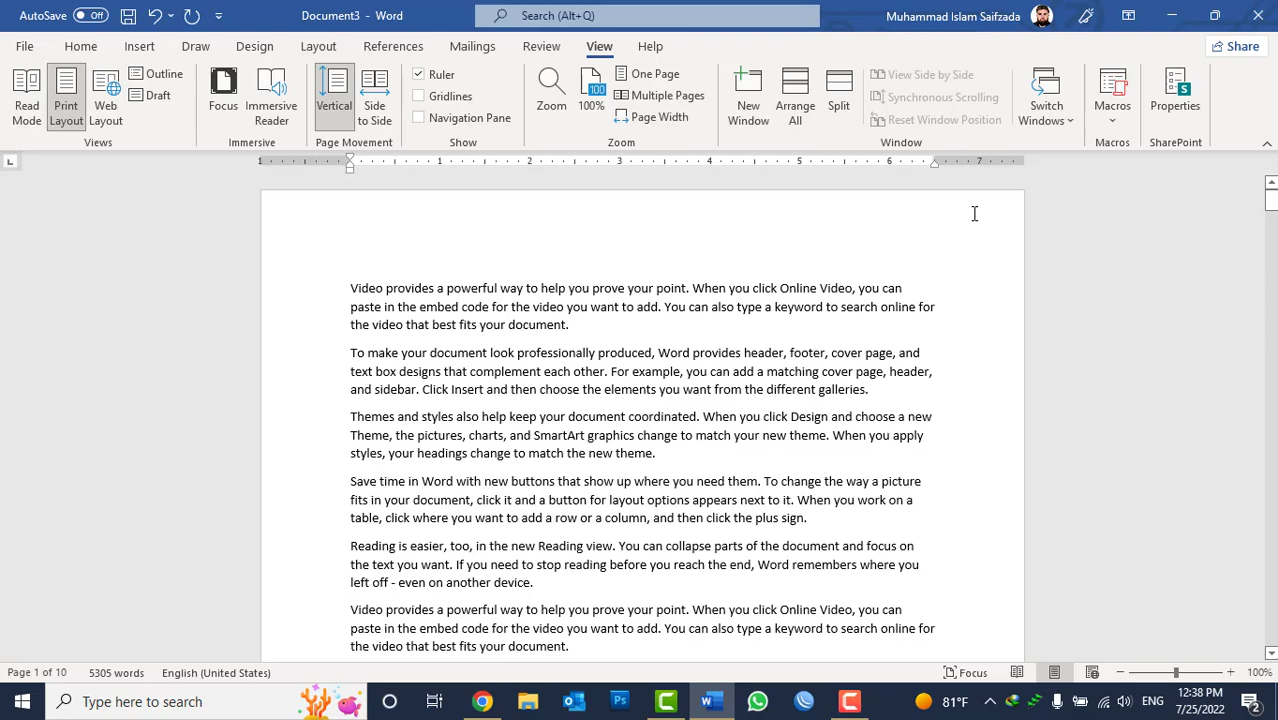 AutoSave Off Document3 - Word Search (Alt+Q) Muhammad Islam Saifzada
File Home Insert Draw Design Layout References Mailings Review View Help Share
Read Mode
Print Layout
Web Layout
Outline
Draft
Views
Focus
Immersive Reader
Immersive
Vertical
Side to Side
Page Movement
Ruler
Gridlines
Navigation Pane
Show
Zoom
100
100%
One Page
Multiple Pages
Page Width
Zoom
New Window
Arrange All
Split
View Side by Side
Synchronous Scrolling
Reset Window Position
Switch Windows
Window
Macros
Macros
Properties
SharePoint
1 1 2 3 4 5 6 7
Video provides a powerful way to help you prove your point. When you click Online Video, you can
paste in the embed code for the video you want to add. You can also type a keyword to search online for
the video that best fits your document.
To make your document look professionally produced, Word provides header, footer, cover page, and
text box designs that complement each other. For example, you can add a matching cover page, header,
and sidebar. Click Insert and then choose the elements you want from the different galleries.
Themes and styles also help keep your document coordinated. When you click Design and choose a new
Theme, the pictures, charts, and SmartArt graphics change to match your new theme. When you apply
styles, your headings change to match the new theme.
Save time in Word with new buttons that show up where you need them. To change the way a picture
fits in your document, click it and a button for layout options appears next to it. When you work on a
table, click where you want to add a row or a column, and then click the plus sign.
Reading is easier, too, in the new Reading view. You can collapse parts of the document and focus on
the text you want. If you need to stop reading before you reach the end, Word remembers where you
left off - even on another device.
Video provides a powerful way to help you prove your point. When you click Online Video, you can
paste in the embed code for the video you want to add. You can also type a keyword to search online for
the video that best fits your document.
Page 1 of 10 5305 words English (United States) Focus 100%
Type here to search 81°F ENG 12:38 PM
7/25/2022 2